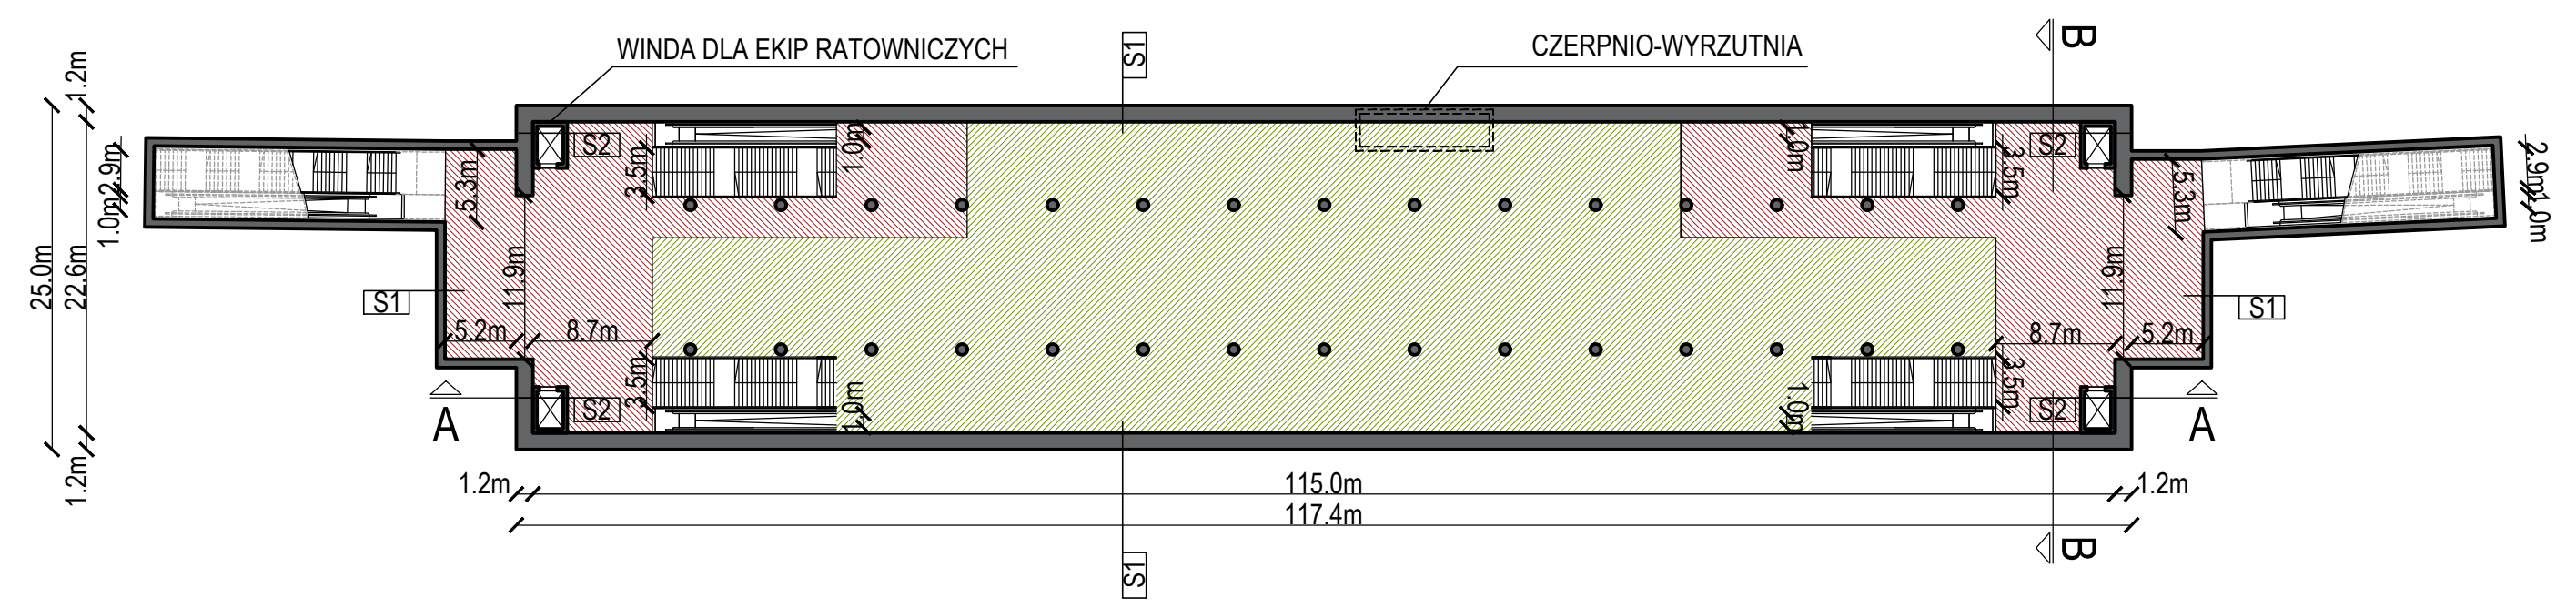 WINDA DLA EKIP RATOWNICZYCH
CZERPNIO-WYRZUTNIA
S1
B
1.2m
25.0m
22.6m
1.2m
2.9m
1.0m
5.3m
S2
3.5m
1.0m
1.0m
3.5m
S2
5.3m
2.9m
1.0m
S1
11.9m
5.2m
8.7m
3.5m
S2
1.0m
A
11.9m
S1
8.7m
5.2m
3.5m
S2
1.0m
A
1.2m
115.0m
1.2m
117.4m
S1
B